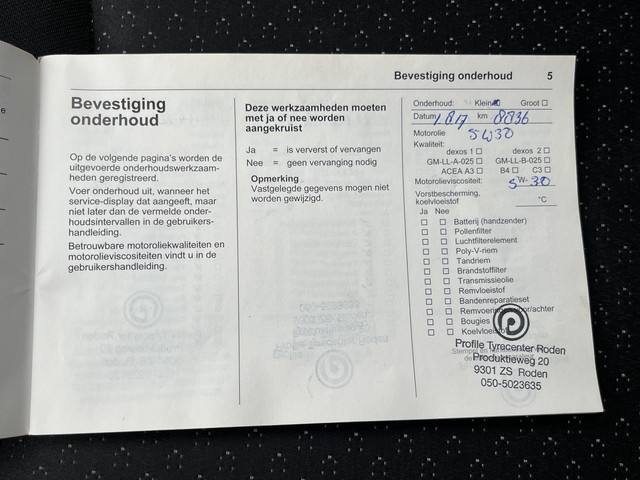 Bevestiging onderhoud 5
Bevestiging
onderhoud
Op de volgende pagina's worden de
uitgevoerde onderhoudswerkzaam-
heden geregistreerd.
Voer onderhoud uit, wanneer het
service-display dat aangeeft, maar
niet later dan de vermelde onder-
houdsintervallen in de gebruikers-
handleiding.
Betrouwbare motoroliekwaliteiten en
motorolieviscositeiten vindt u in de
gebruikershandleiding.
Deze werkzaamheden moeten
met ja of nee worden
aangekruist
Ja = is ververst of vervangen
Nee = geen vervanging nodig
Opmerking
Vastgelegde gegevens mogen niet
worden gewijzigd.
Onderhoud: Klein Groot
Datum km 8836
Motorolie 5W30
Kwaliteit:
dexos 1 dexos 2
GM-LL-A-025 GM-LL-B-025
ACEA A3 B4 C3
Motorolieviscositeit: 5W-30
Vorstbescherming,
koelvloeistof °C
Ja Nee
Batterij (handzender)
Pollenfilter
Luchtfilterelement
Poly-V-riem
Tandriem
Brandstoffilter
Transmissieolie
Remvloeistof
Bandenreparatieset
Remvoering voor/achter
Bougies
Koelvloeistof
Profile Tyrecenter Roden
Produktieweg 20
9301 ZS Roden
050-5023635